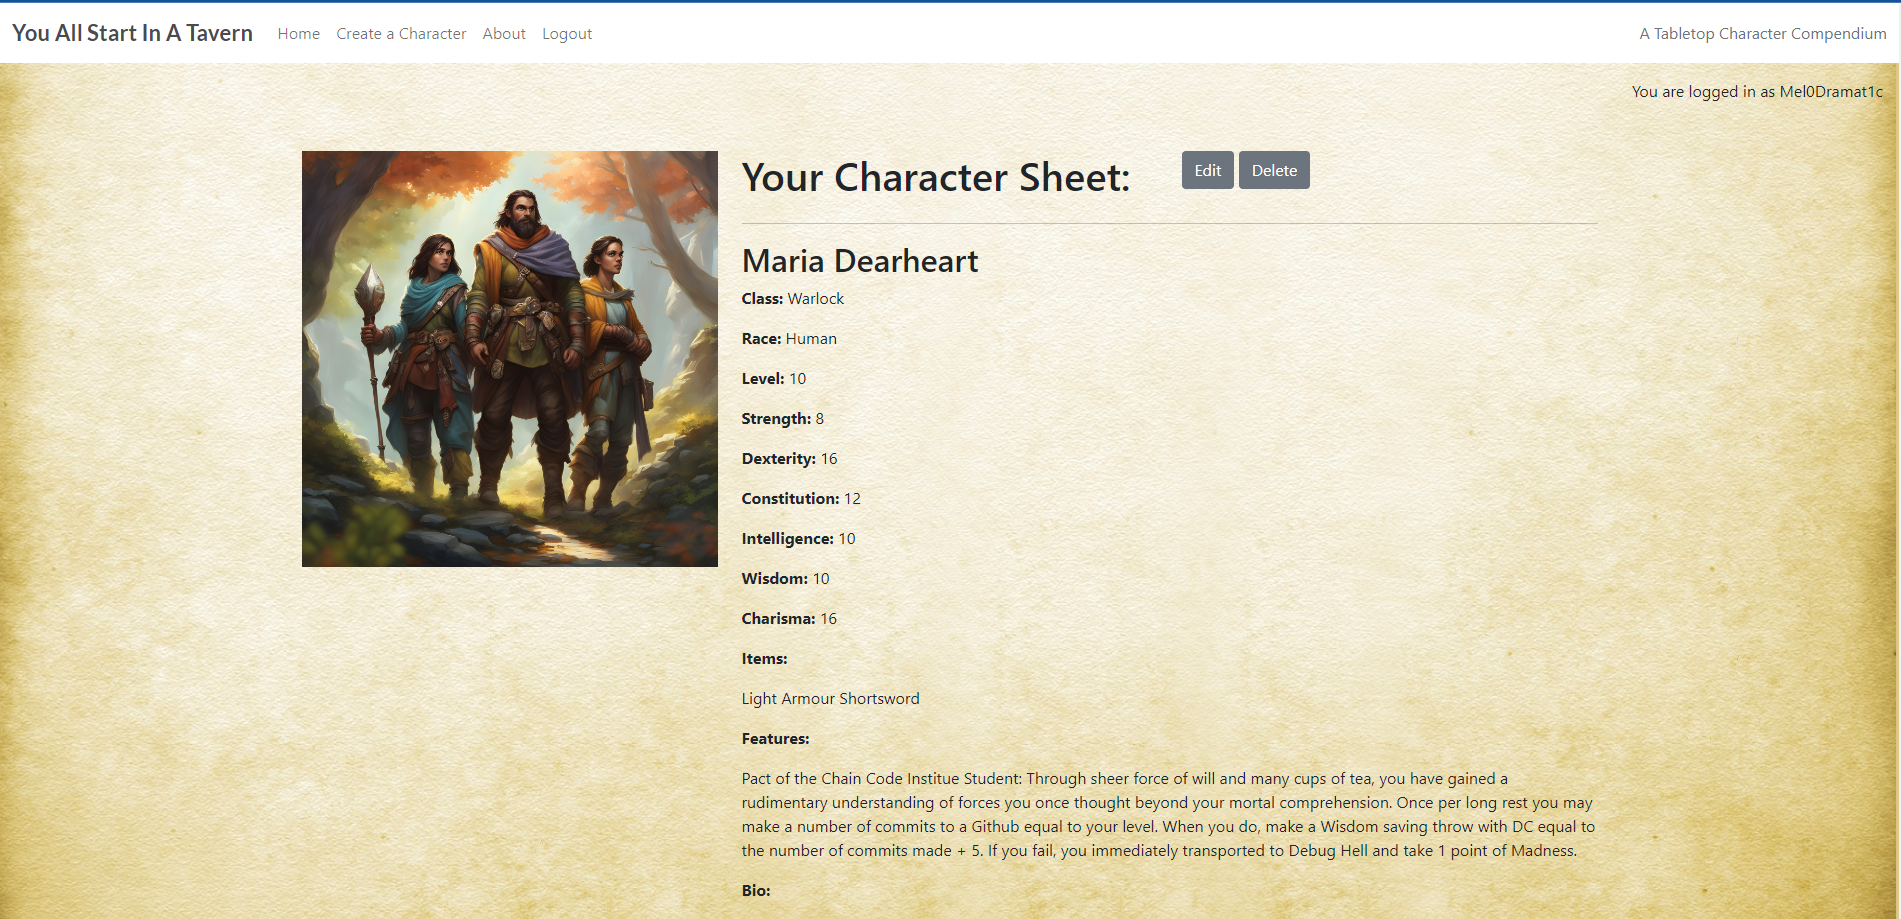 You All Start In A Tavern Home Create a Character About Logout A Tabletop Character Compendium
You are logged in as Mel0Dramat1c
Your Character Sheet: Edit Delete
Maria Dearheart
Class: Warlock
Race: Human
Level: 10
Strength: 8
Dexterity: 16
Constitution: 12
Intelligence: 10
Wisdom: 10
Charisma: 16
Items:
Light Armour Shortsword
Features:
Pact of the Chain Code Institue Student: Through sheer force of will and many cups of tea, you have gained a
rudimentary understanding of forces you once thought beyond your mortal comprehension. Once per long rest you may
make a number of commits to a Github equal to your level. When you do, make a Wisdom saving throw with DC equal to
the number of commits made + 5. If you fail, you immediately transported to Debug Hell and take 1 point of Madness.
Bio: